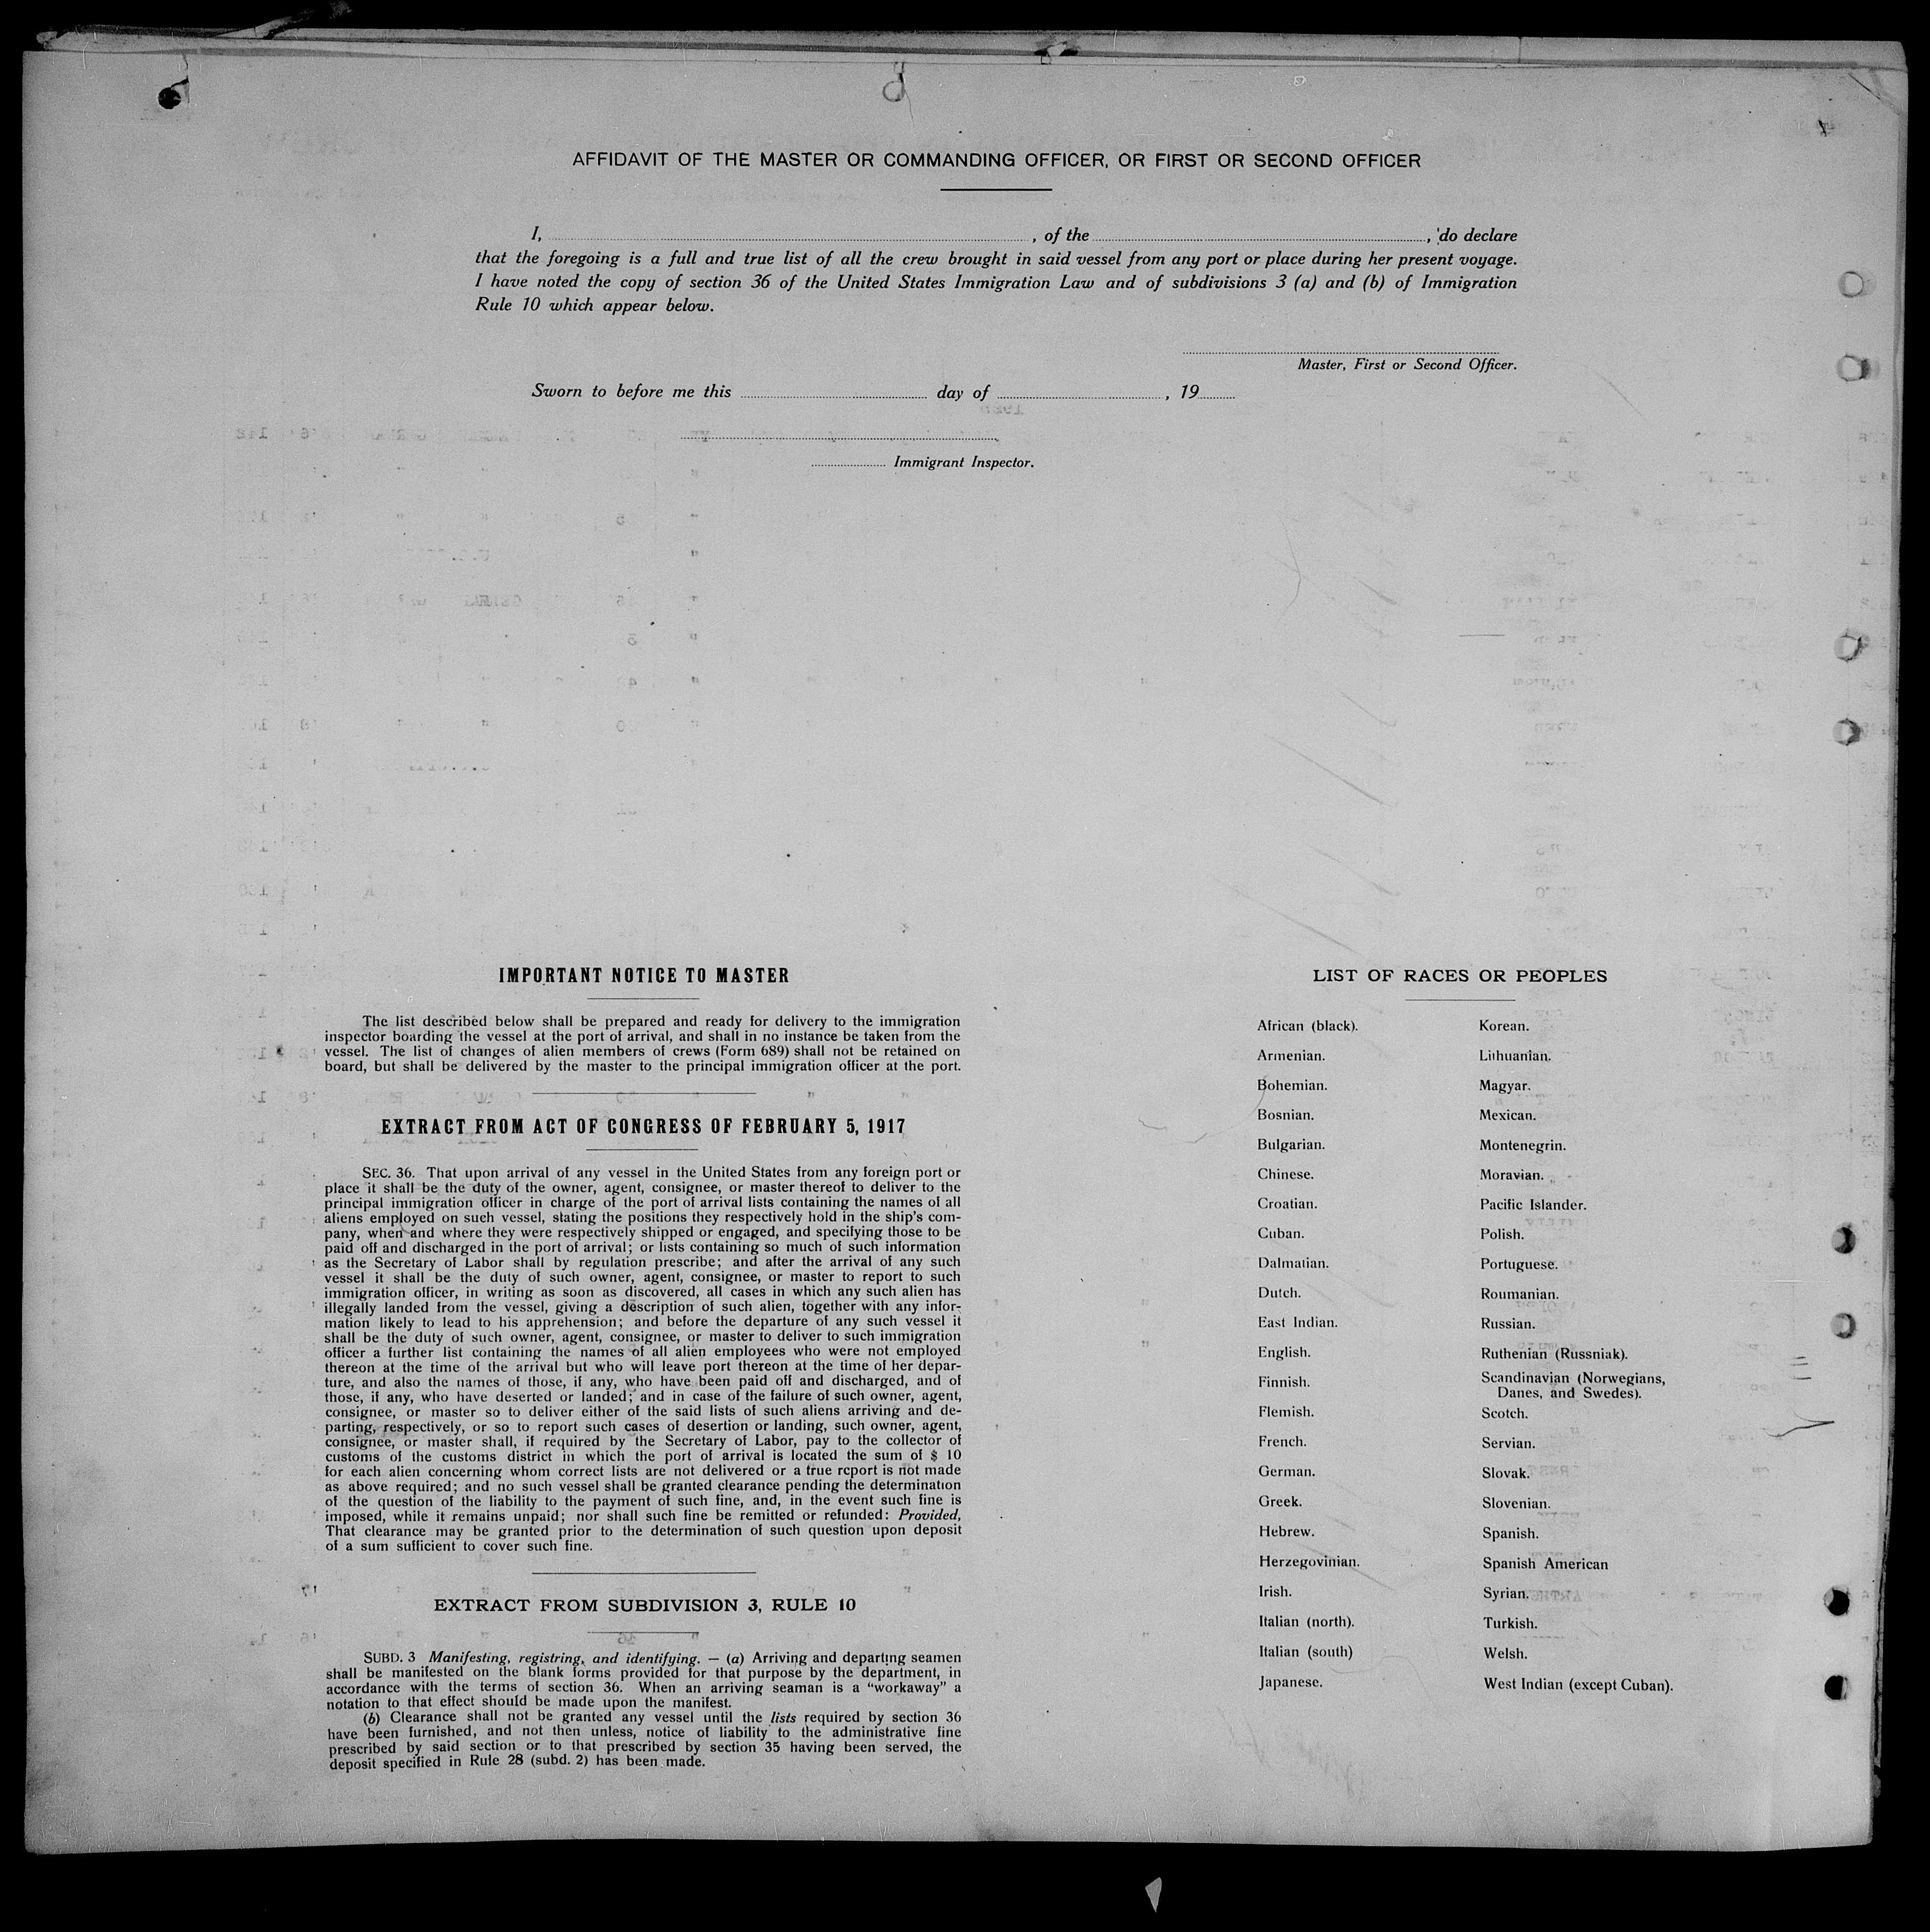 AFFIDAVIT OF THE MASTER OR COMMANDING OFFICER, OR FIRST OR SECOND OFFICER
I, , of the , do declare
that the foregoing is a full and true list of all the crew brought in said vessel from any port or place during her present voyage.
I have noted the copy of section 36 of the United States Immigration Law and of subdivisions 3 (a) and (b) of Immigration
Rule 10 which appear below.
Master, First or Second Officer.
Sworn to before me this day of , 19
Immigrant Inspector.
IMPORTANT NOTICE TO MASTER
The list described below shall be prepared and ready for delivery to the immigration
inspector boarding the vessel at the port of arrival, and shall in no instance be taken from the
vessel. The list of changes of alien members of crews (Form 689) shall not be retained on
board, but shall be delivered by the master to the principal immigration officer at the port.
EXTRACT FROM ACT OF CONGRESS OF FEBRUARY 5, 1917
SEC. 36. That upon arrival of any vessel in the United States from any foreign port or
place it shall be the duty of the owner, agent, consignee, or master thereof to deliver to the
principal immigration officer in charge of the port of arrival lists containing the names of all
aliens employed on such vessel, stating the positions they respectively hold in the ship's com-
pany, when and where they were respectively shipped or engaged, and specifying those to be
paid off and discharged in the port of arrival; or lists containing so much of such information
as the Secretary of Labor shall by regulation prescribe; and after the arrival of any such
vessel it shall be the duty of such owner, agent, consignee, or master to report to such
immigration officer, in writing as soon as discovered, all cases in which any such alien has
illegally landed from the vessel, giving a description of such alien, together with any infor-
mation likely to lead to his apprehension; and before the departure of any such vessel it
shall be the duty of such owner, agent, consignee, or master to deliver to such immigration
officer a further list containing the names of all alien employees who were not employed
thereon at the time of the arrival but who will leave port thereon at the time of her depar-
ture, and also the names of those, if any, who have been paid off and discharged, and of
those, if any, who have deserted or landed; and in case of the failure of such owner, agent,
consignee, or master so to deliver either of the said lists of such aliens arriving and de-
parting, respectively, or so to report such cases of desertion or landing, such owner, agent,
consignee, or master shall, if required by the Secretary of Labor, pay to the collector of
customs of the customs district in which the port of arrival is located the sum of $ 10
for each alien concerning whom correct lists are not delivered or a true report is not made
as above required; and no such vessel shall be granted clearance pending the determination
of the question of the liability to the payment of such fine, and, in the event such fine is
imposed, while it remains unpaid; nor shall such fine be remitted or refunded: Provided,
That clearance may be granted prior to the determination of such question upon deposit
of a sum sufficient to cover such fine.
EXTRACT FROM SUBDIVISION 3, RULE 10
SUBD. 3 Manifesting, registring, and identifying. — (a) Arriving and departing seamen
shall be manifested on the blank forms provided for that purpose by the department, in
accordance with the terms of section 36. When an arriving seaman is a "workaway" a
notation to that effect should be made upon the manifest.
(b) Clearance shall not be granted any vessel until the lists required by section 36
have been furnished, and not then unless, notice of liability to the administrative fine
prescribed by said section or to that prescribed by section 35 having been served, the
deposit specified in Rule 28 (subd. 2) has been made.
LIST OF RACES OR PEOPLES
African (black).
Armenian.
Bohemian.
Bosnian.
Bulgarian.
Chinese.
Croatian.
Cuban.
Dalmatian.
Dutch.
East Indian.
English.
Finnish.
Flemish.
French.
German.
Greek.
Hebrew.
Herzegovinian.
Irish.
Italian (north).
Italian (south)
Japanese.
Korean.
Lithuanian.
Magyar.
Mexican.
Montenegrin.
Moravian.
Pacific Islander.
Polish.
Portuguese.
Roumanian.
Russian.
Ruthenian (Russniak).
Scandinavian (Norwegians,
Danes, and Swedes).
Scotch.
Servian.
Slovak.
Slovenian.
Spanish.
Spanish American
Syrian.
Turkish.
Welsh.
West Indian (except Cuban).